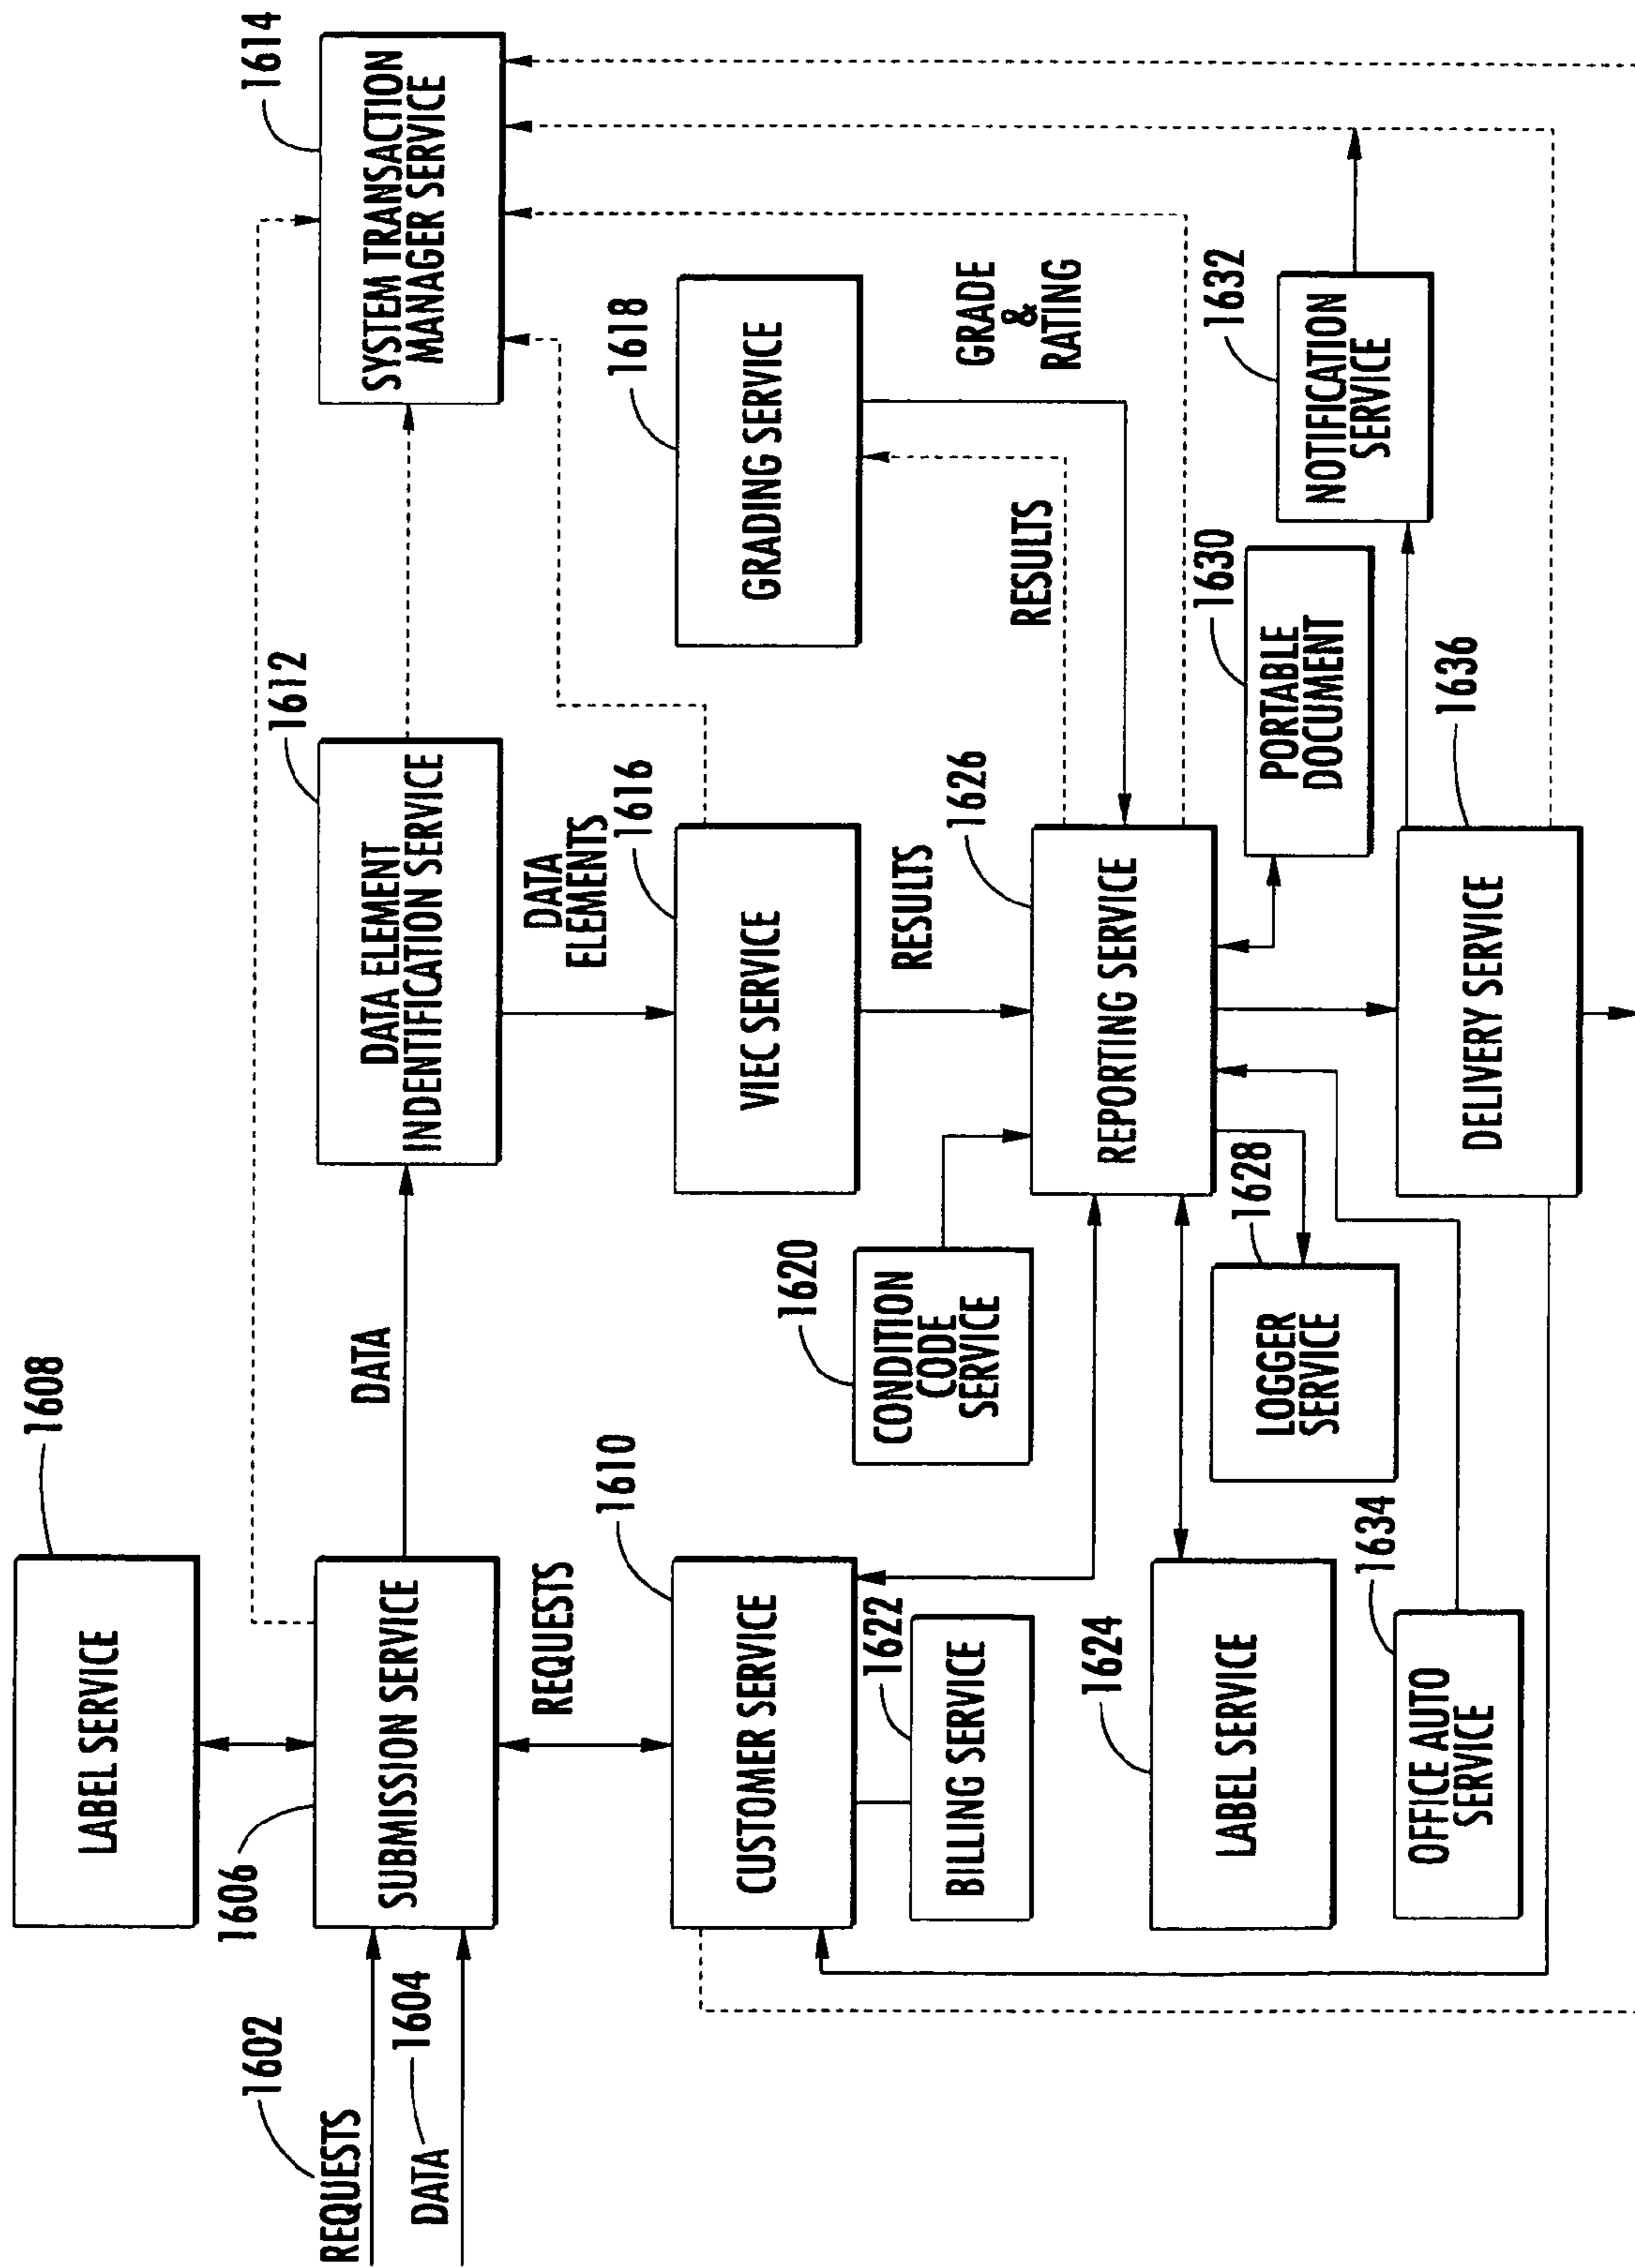 1608
LABEL SERVICE
1602
REQUESTS
1604
DATA
1606
SUBMISSION SERVICE
DATA
1612
DATA ELEMENT
INDENTIFICATION SERVICE
1614
SYSTEM TRANSACTION
MANAGER SERVICE
REQUESTS
DATA
ELEMENTS
1610
CUSTOMER SERVICE
1616
VIEC SERVICE
1618
GRADING SERVICE
1622
BILLING SERVICE
1620
CONDITION
CODE
SERVICE
RESULTS
RESULTS
GRADE
&
RATING
1624
LABEL SERVICE
1626
REPORTING SERVICE
1628
LOGGER
SERVICE
1630
PORTABLE
DOCUMENT
1632
NOTIFICATION
SERVICE
1634
OFFICE AUTO
SERVICE
1636
DELIVERY SERVICE